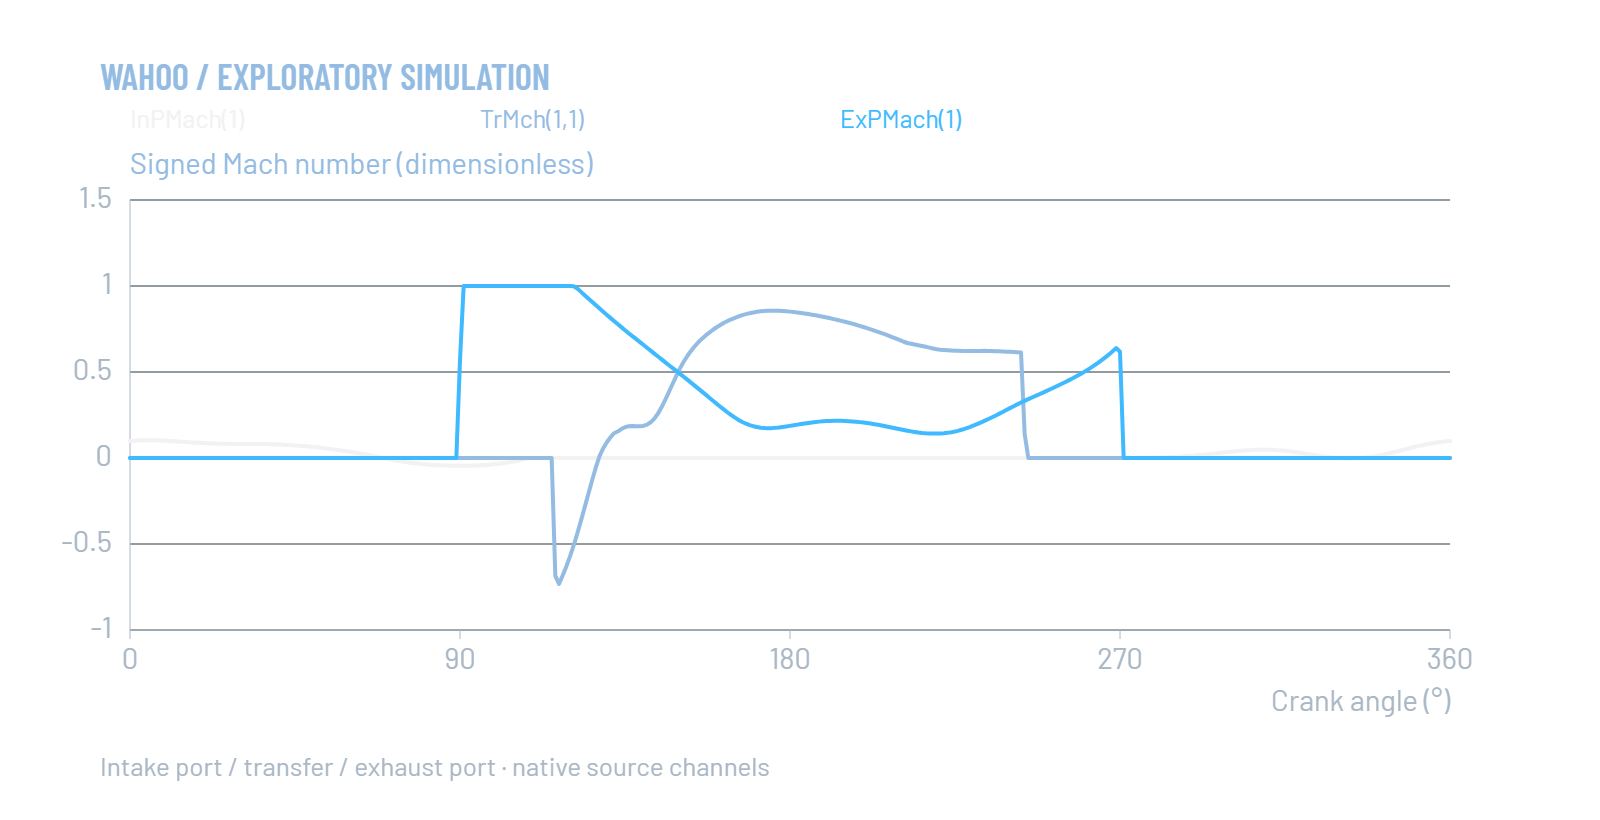 WAHOO / EXPLORATORY SIMULATION
InPMach(1) TrMch(1,1) ExPMach(1)
Signed Mach number (dimensionless)
1.5
1
0.5
0
-0.5
-1
0 90 180 270 360
Crank angle (°)
Intake port / transfer / exhaust port · native source channels